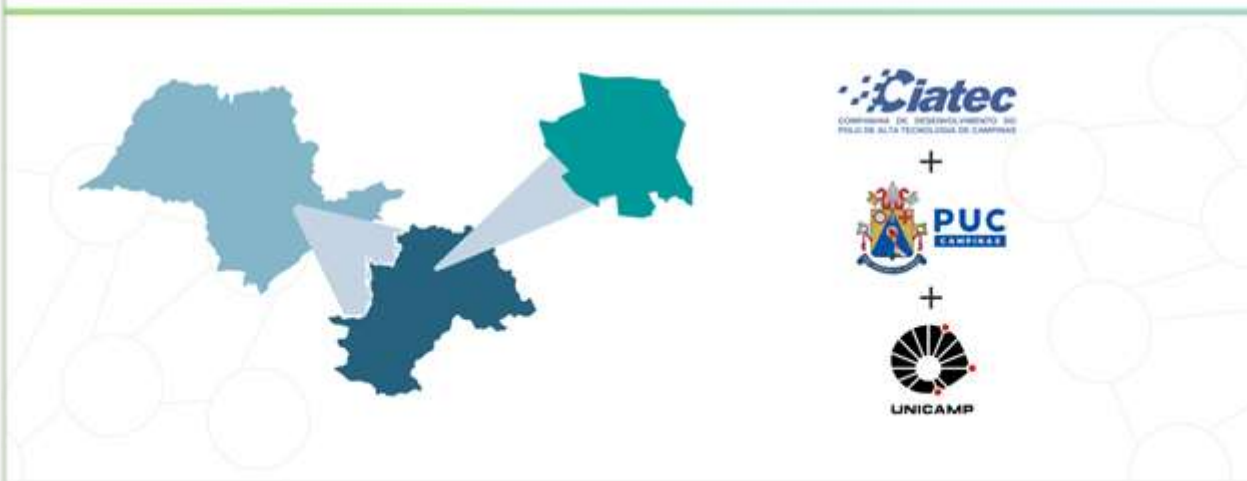 Ciatec
COMPANHIA DE DESENVOLVIMENTO DO
POLO DE ALTA TECNOLOGIA DE CAMPINAS
+
PUC
CAMPINAS
+
UNICAMP